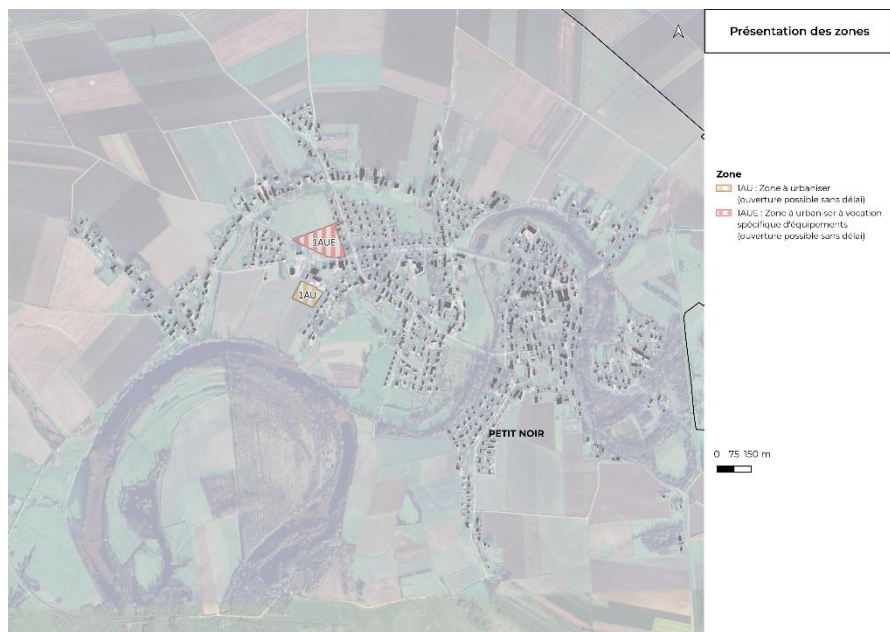 Présentation des zones
Zone
1AU : Zone à urbaniser
(ouverture possible sans délai)
1AUE : Zone à urbaniser à vocation
spécifique d'équipements
(ouverture possible sans délai)
1AUE
1AU
PETIT NOIR
0 75 150 m